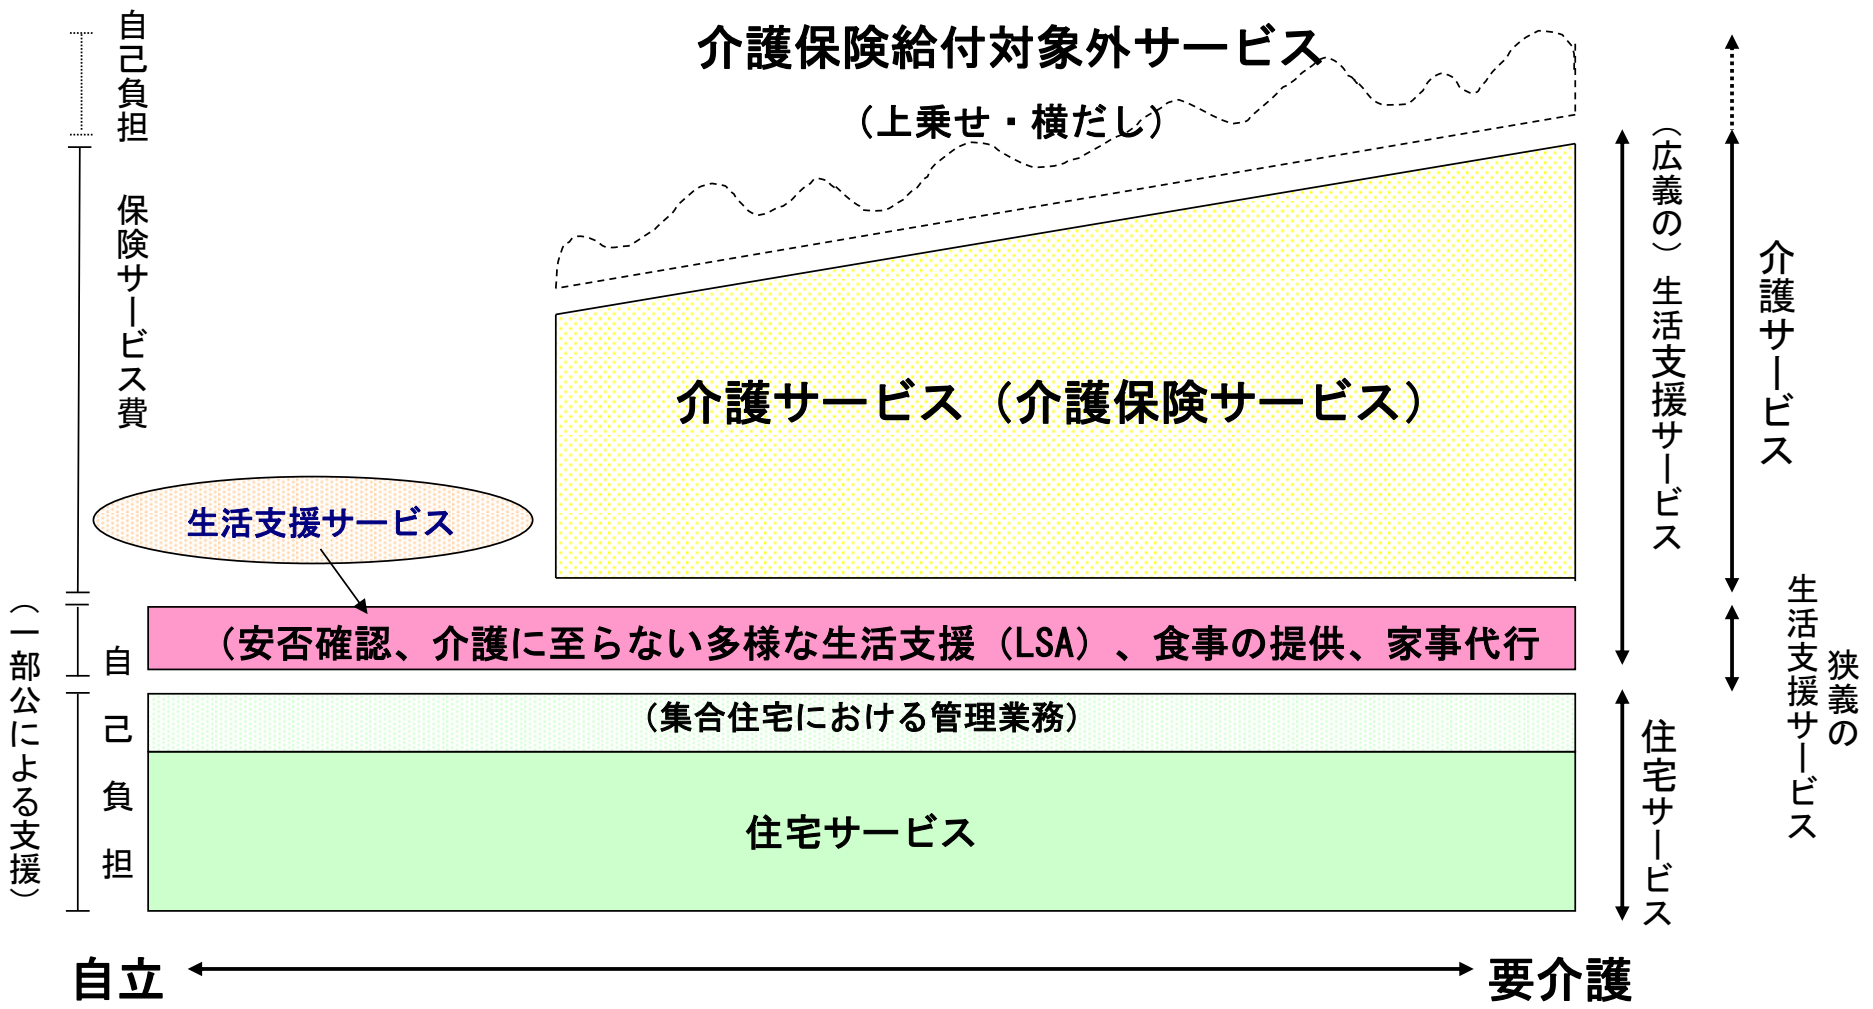 自己負担
介護保険給付対象外サービス
（上乗せ・横だし）
保険サービス費
（広義の）生活支援サービス
介護サービス
介護サービス（介護保険サービス）
生活支援サービス
（安否確認、介護に至らない多様な生活支援（LSA）、食事の提供、家事代行
狭義の
生活支援サービス
（一部公による支援）
自己負担
（集合住宅における管理業務）
住宅サービス
住宅サービス
自立
要介護